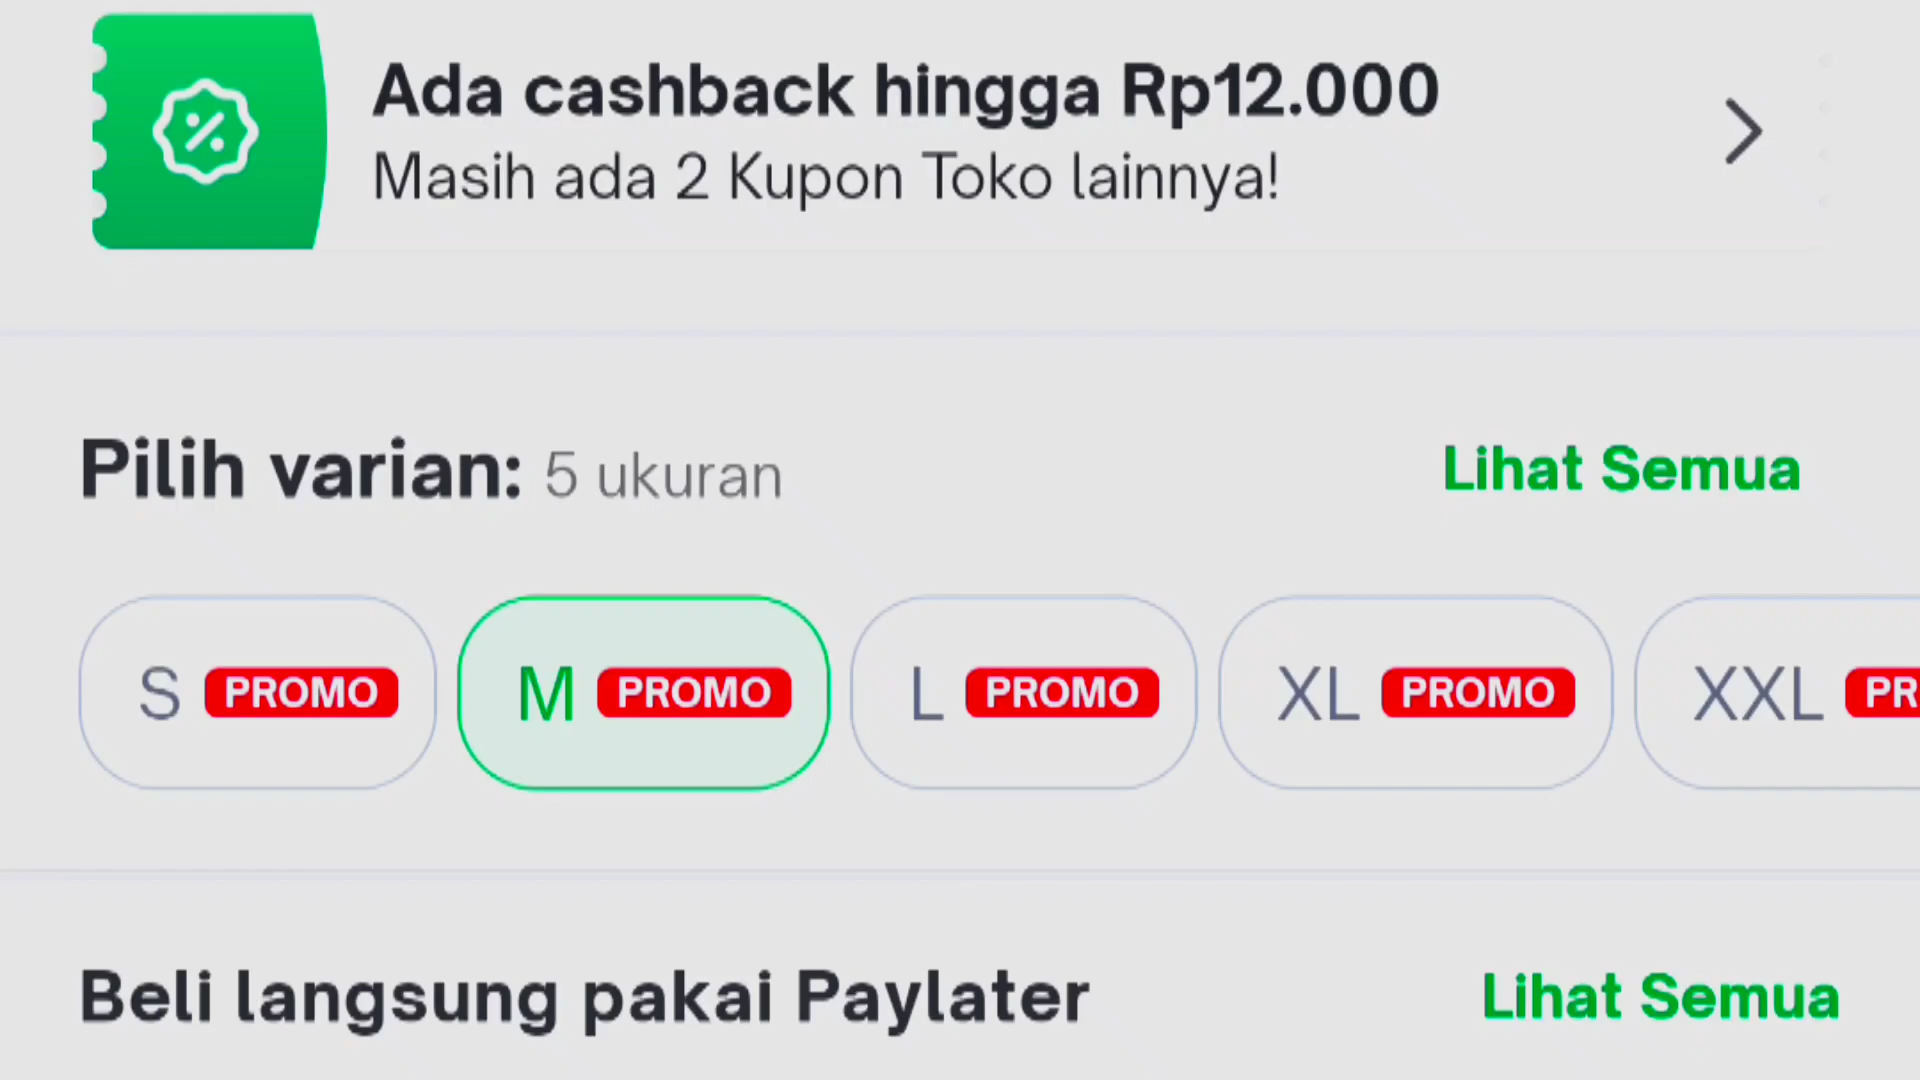 Ada cashback hingga Rp12.000
Masih ada 2 Kupon Toko lainnya!
Pilih varian: 5 ukuran Lihat Semua
S PROMO M PROMO L PROMO XL PROMO XXL PR
Beli langsung pakai Paylater Lihat Semua